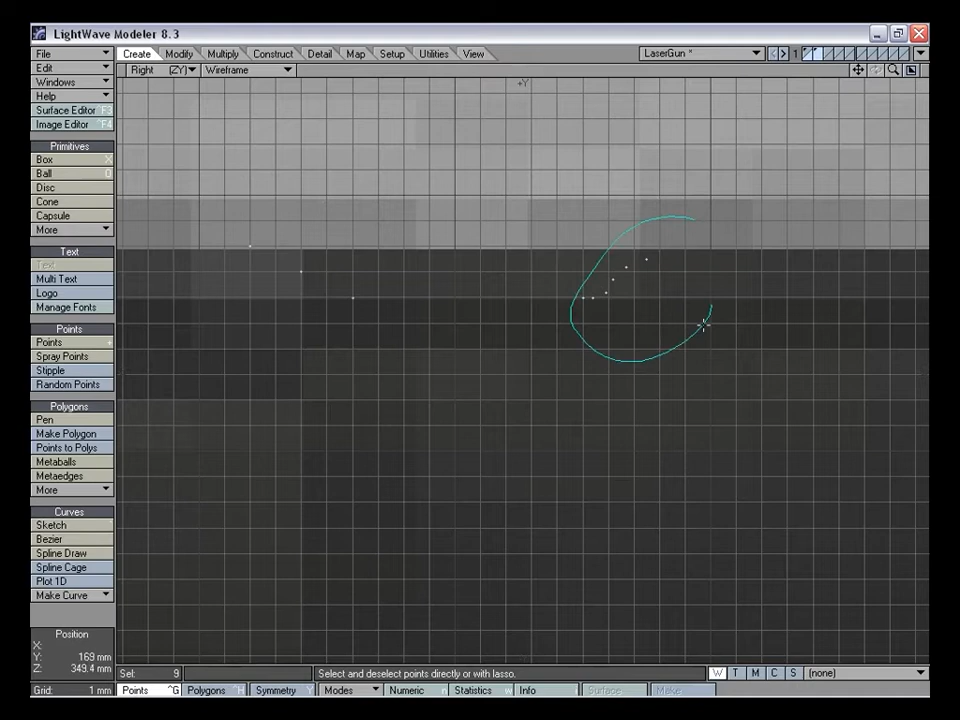 LightWave Modeler 8.3
File Create Modify Multiply Construct Detail Map Setup Utilities View LaserGun * 1
Edit Right (ZY) Wireframe
Windows +Y
Help
Surface Editor F3
Image Editor ^F4
Primitives
Box X
Ball O
Disc
Cone
Capsule
More
Text
Text
Multi Text
Logo
Manage Fonts
Points
Points +
Spray Points
Stipple
Random Points
Polygons
Pen
Make Polygon
Points to Polys
Metaballs
Metaedges
More
Curves
Sketch
Bezier
Spline Draw
Spline Cage
Plot 1D
Make Curve
Position
X:
Y: 169 mm
Z: 349.4 mm
Sel: 9 Select and deselect points directly or with lasso. W T M C S (none)
Grid: 1 mm Points ^G Polygons ^H Symmetry Y Modes Numeric n Statistics w Info i Surface Make